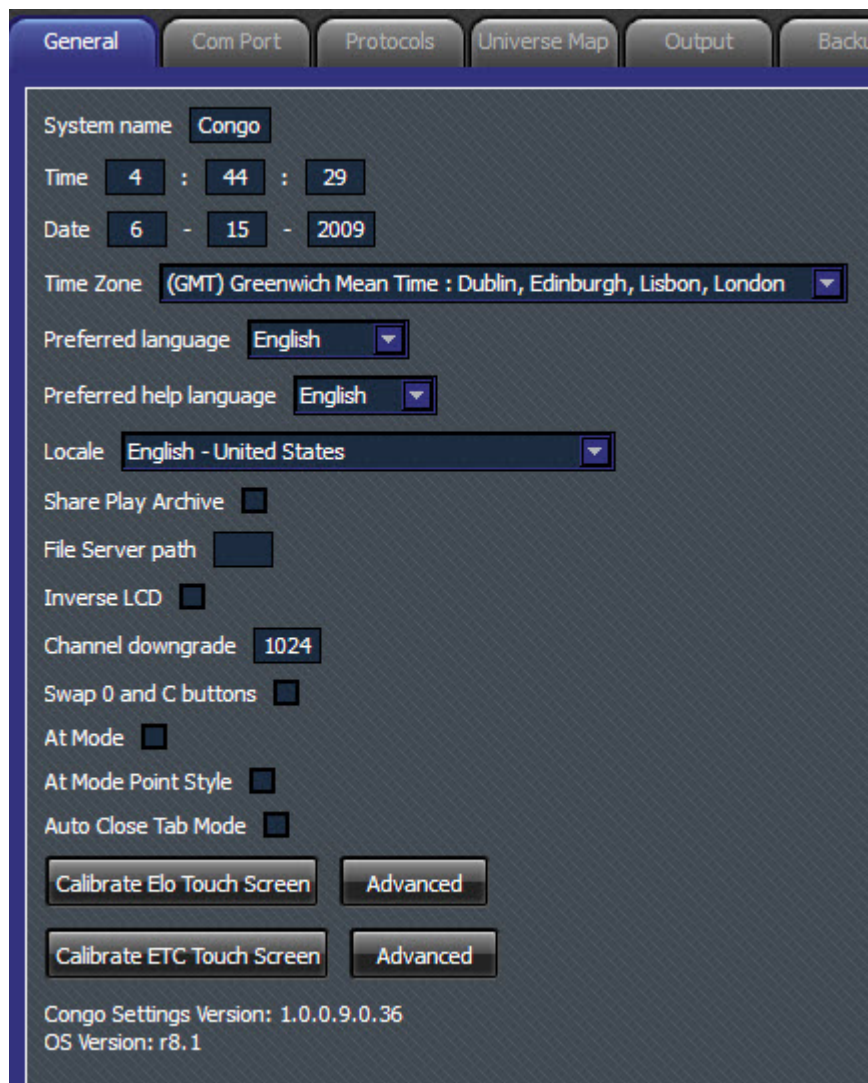 General Com Port Protocols Universe Map Output
System name Congo
Time 4 : 44 : 29
Date 6 - 15 - 2009
Time Zone (GMT) Greenwich Mean Time : Dublin, Edinburgh, Lisbon, London
Preferred language English
Preferred help language English
Locale English - United States
Share Play Archive
File Server path
Inverse LCD
Channel downgrade 1024
Swap 0 and C buttons
At Mode
At Mode Point Style
Auto Close Tab Mode
Calibrate Elo Touch Screen Advanced
Calibrate ETC Touch Screen Advanced
Congo Settings Version: 1.0.0.9.0.36
OS Version: r8.1